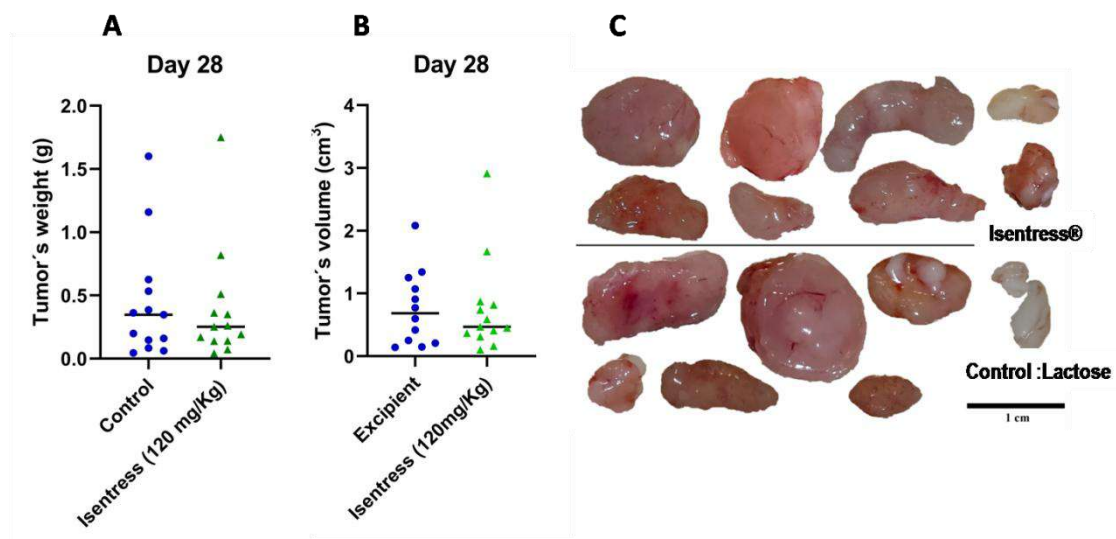 A
Day 28
Tumor´s weight (g)
2.0
1.5
1.0
0.5
0.0
Control
Isentress (120 mg/Kg)
B
Day 28
Tumor´s volume (cm³)
4
3
2
1
0
Excipient
Isentress (120mg/Kg)
C
Isentress®
Control :Lactose
1 cm